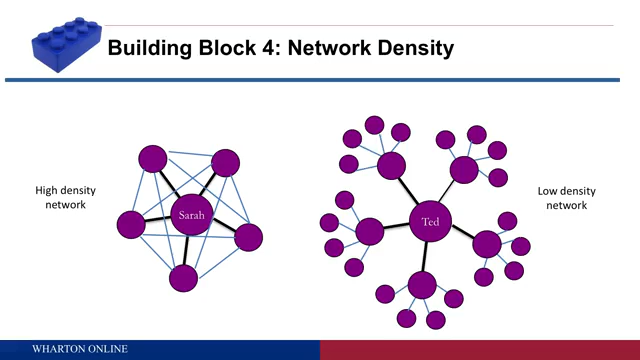 Building Block 4: Network Density
High density
network
Sarah
Ted
Low density
network
WHARTON ONLINE